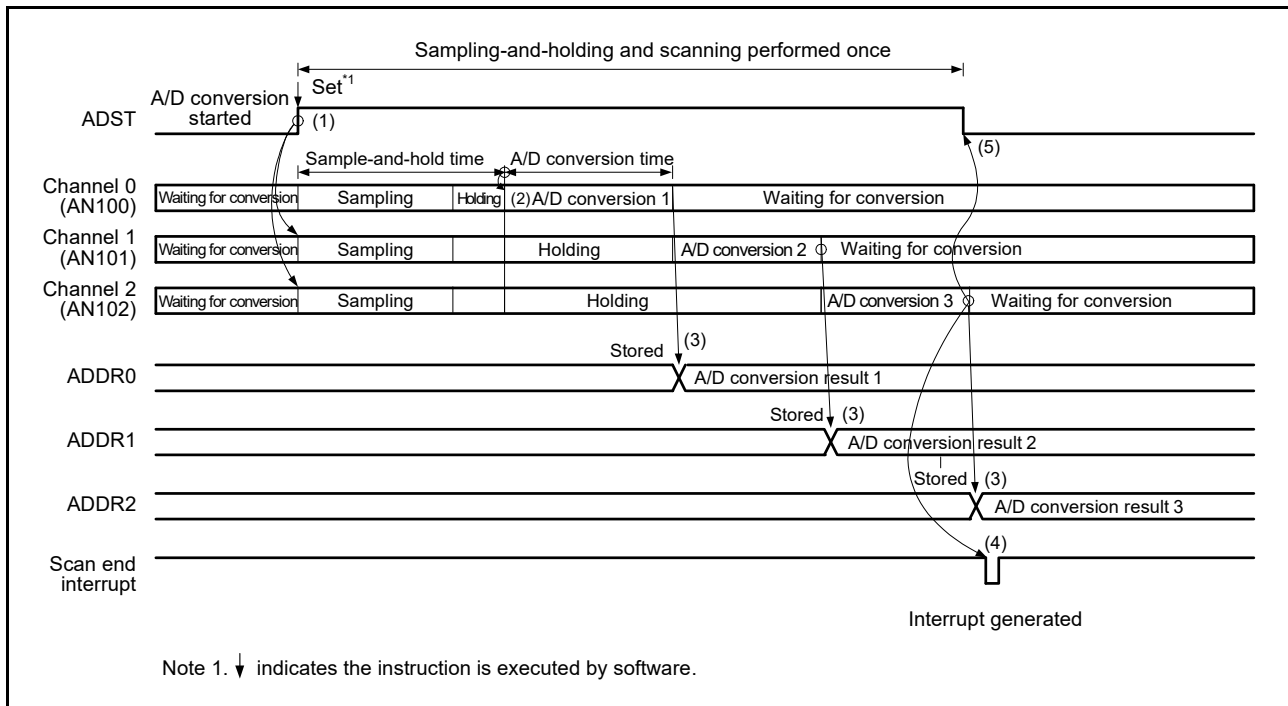 Sampling-and-holding and scanning performed once
A/D conversion started
Set*1
ADST
(1)
(5)
Sample-and-hold time
A/D conversion time
Channel 0
(AN100)
Waiting for conversion
Sampling
Holding
(2)
A/D conversion 1
Waiting for conversion
Channel 1
(AN101)
Waiting for conversion
Sampling
Holding
A/D conversion 2
Waiting for conversion
Channel 2
(AN102)
Waiting for conversion
Sampling
Holding
A/D conversion 3
Waiting for conversion
Stored
(3)
ADDR0
A/D conversion result 1
Stored
(3)
ADDR1
A/D conversion result 2
Stored
(3)
ADDR2
A/D conversion result 3
Scan end
interrupt
(4)
Interrupt generated
Note 1. indicates the instruction is executed by software.